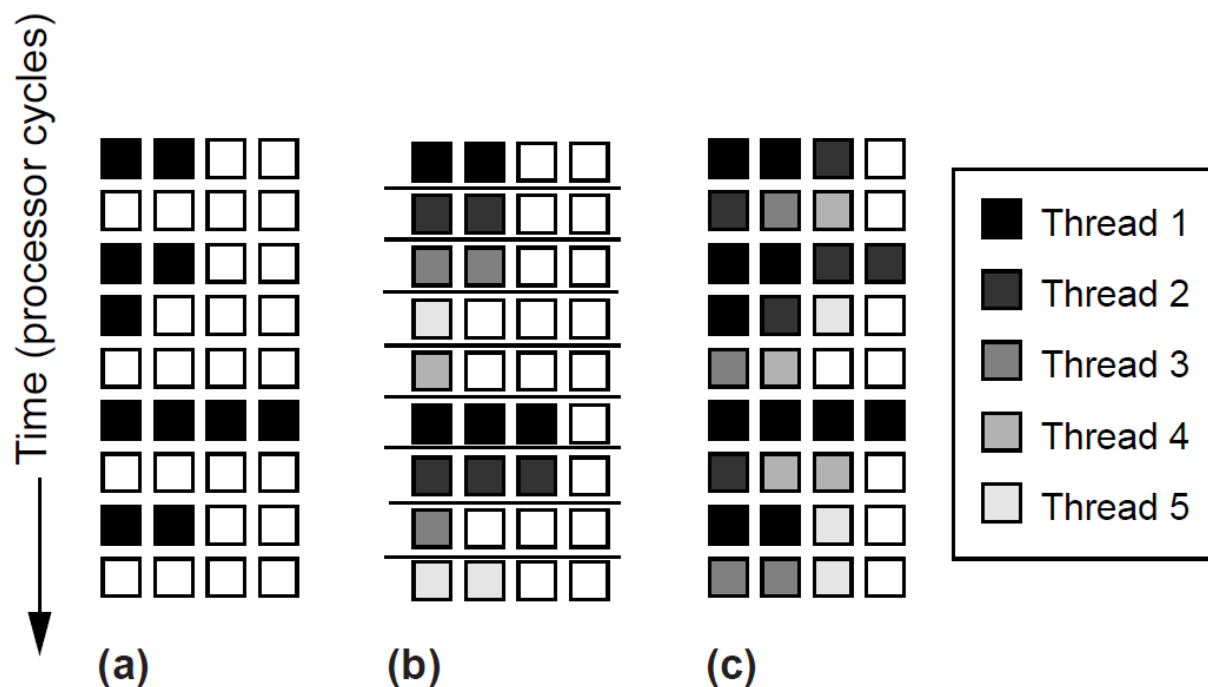 Time (processor cycles)
Thread 1
Thread 2
Thread 3
Thread 4
Thread 5
(a)
(b)
(c)